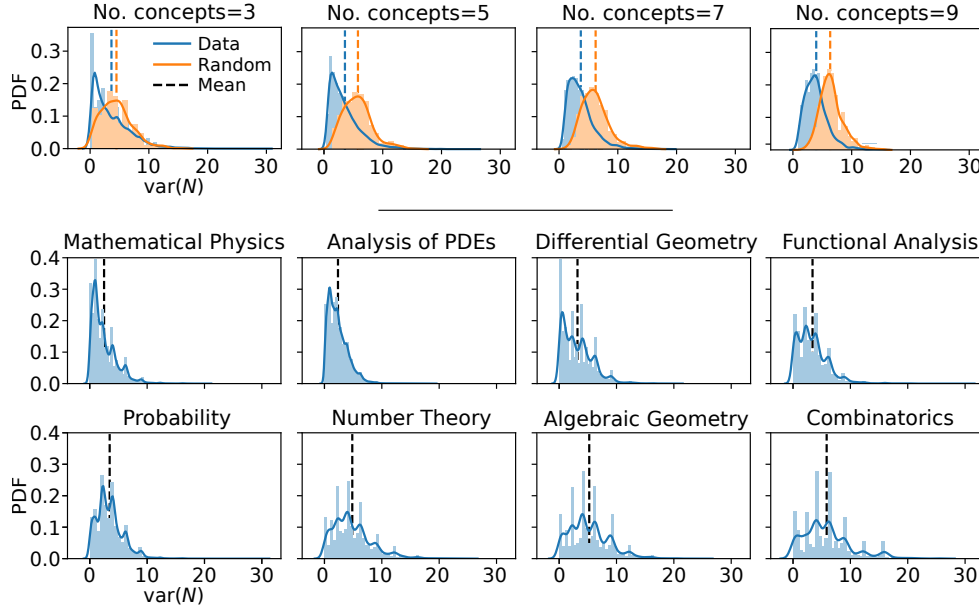 No. concepts=3 No. concepts=5 No. concepts=7 No. concepts=9
PDF
0.3
0.2
0.1
0.0
Data
Random
Mean
0 10 20 30 0 10 20 30 0 10 20 30 0 10 20 30
var(N)
Mathematical Physics Analysis of PDEs Differential Geometry Functional Analysis
0.4
0.3
0.2
0.1
0.0
Probability Number Theory Algebraic Geometry Combinatorics
PDF
0.4
0.3
0.2
0.1
0.0
0 10 20 30 0 10 20 30 0 10 20 30 0 10 20 30
var(N)